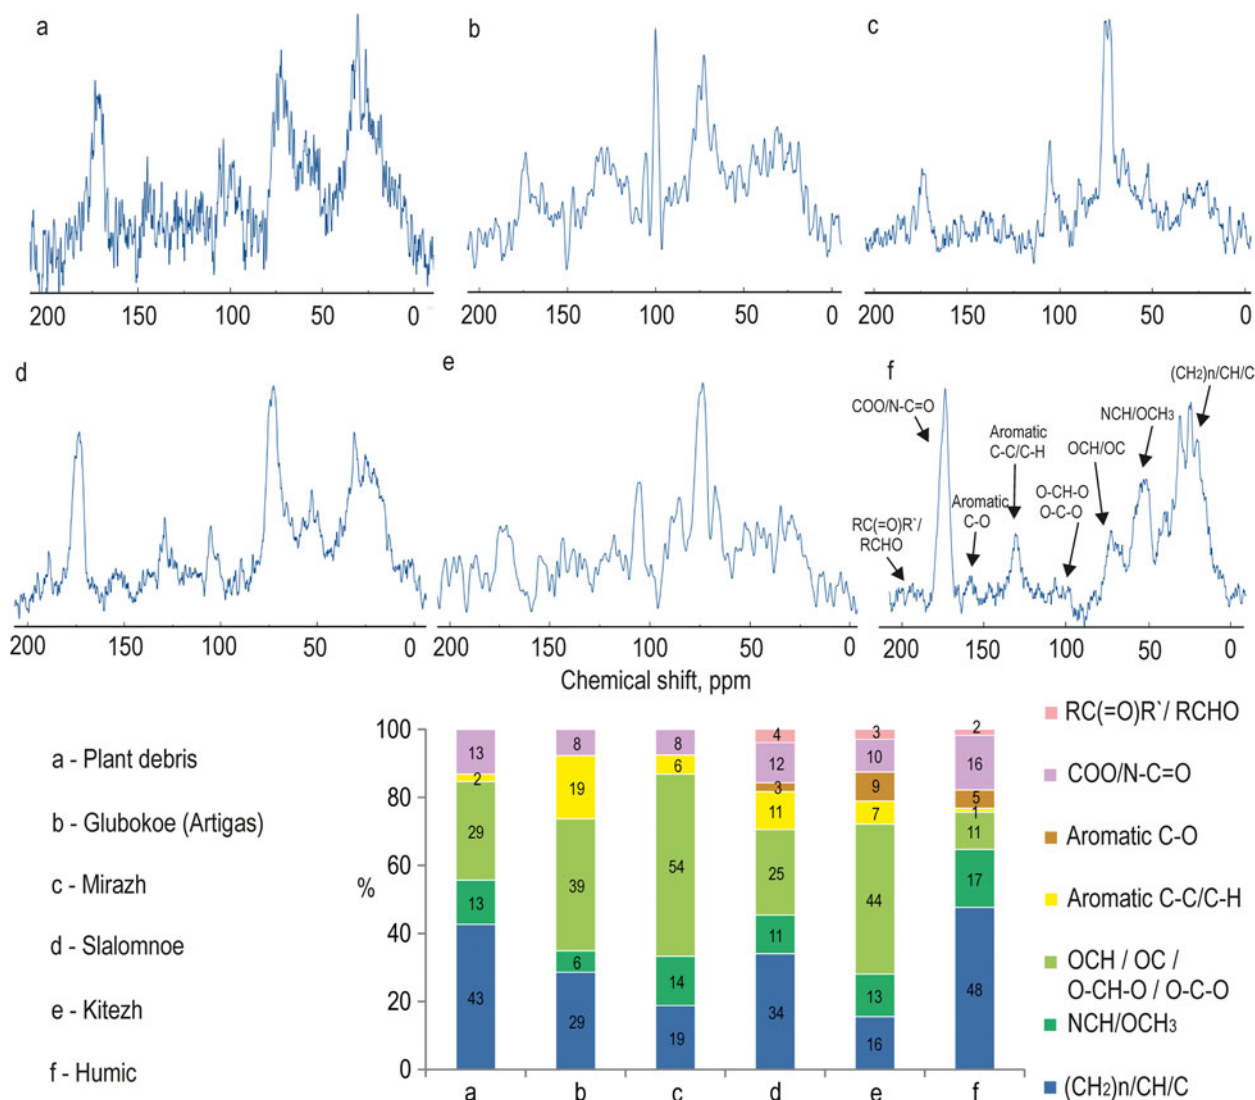 a
b
c
200 150 100 50 0
200 150 100 50 0
200 150 100 50 0
d
e
f
COO/N-C=O
Aromatic
C-C/C-H
RC(=O)R`/
RCHO
Aromatic
C-O
O-CH-O
O-C-O
OCH/OC
NCH/OCH₃
(CH₂)n/CH/C
200 150 100 50 0
200 150 100 50 0
200 150 100 50 0
Chemical shift, ppm
a - Plant debris
b - Glubokoe (Artigas)
c - Mirazh
d - Slalomnoe
e - Kitezh
f - Humic
%
100
80
60
40
20
0
13
2
29
13
43
8
19
39
6
29
8
6
54
14
19
4
12
3
11
25
11
34
3
10
9
7
44
13
16
2
16
5
1
11
17
48
a b c d e f
RC(=O)R`/ RCHO
COO/N-C=O
Aromatic C-O
Aromatic C-C/C-H
OCH / OC /
O-CH-O / O-C-O
NCH/OCH₃
(CH₂)n/CH/C